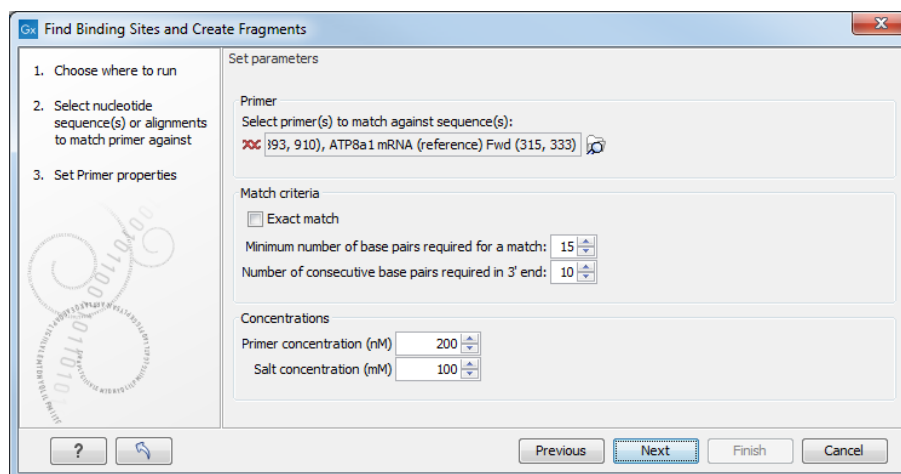 Gx Find Binding Sites and Create Fragments
1. Choose where to run
2. Select nucleotide
sequence(s) or alignments
to match primer against
3. Set Primer properties
Set parameters
Primer
Select primer(s) to match against sequence(s):
393, 910), ATP8a1 mRNA (reference) Fwd (315, 333)
Match criteria
Exact match
Minimum number of base pairs required for a match: 15
Number of consecutive base pairs required in 3' end: 10
Concentrations
Primer concentration (nM) 200
Salt concentration (mM) 100
? Previous Next Finish Cancel